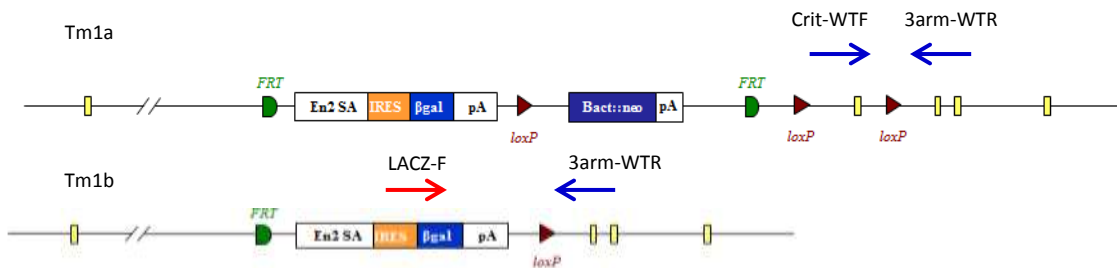 Crit-WTF 3arm-WTR
Tm1a
FRT FRT
En2 SA IRES βgal pA Bact::neo pA
loxP loxP loxP
LACZ-F 3arm-WTR
Tm1b
FRT
En2 SA IRES βgal pA
loxP